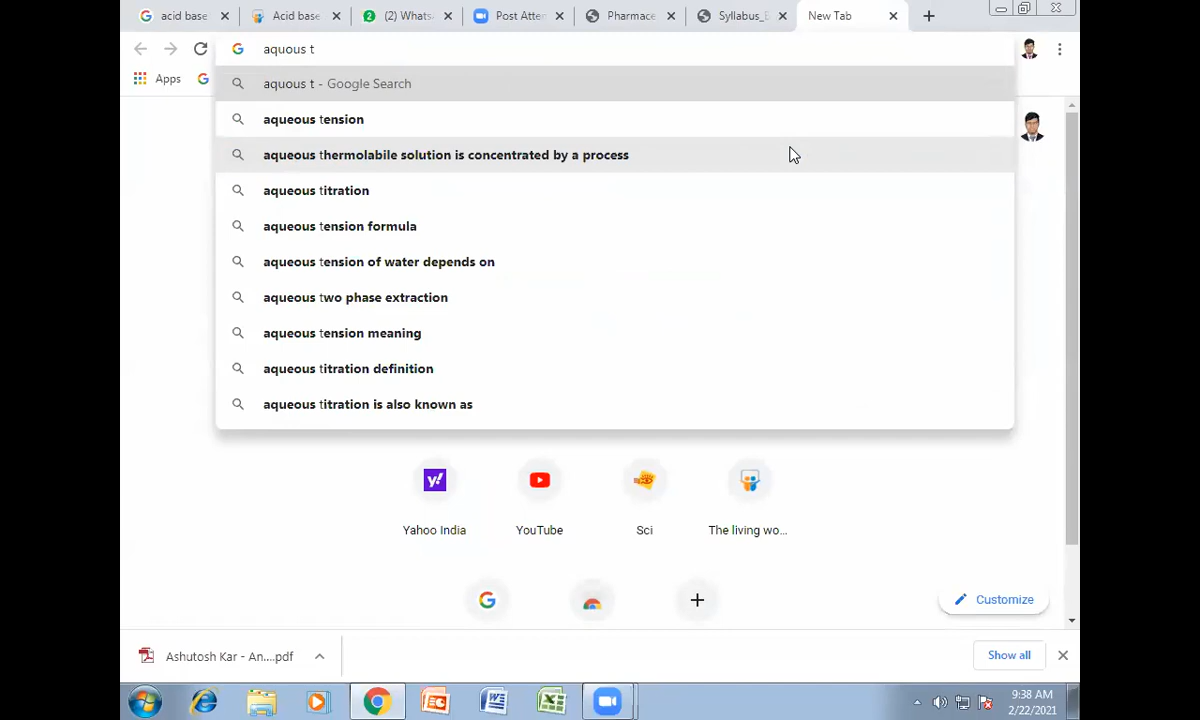 acid base
Acid base
(2) Whats
Post Atter
Pharmace
Syllabus_
New Tab
aquous t
Apps
aquous t - Google Search
aqueous tension
aqueous thermolabile solution is concentrated by a process
aqueous titration
aqueous tension formula
aqueous tension of water depends on
aqueous two phase extraction
aqueous tension meaning
aqueous titration definition
aqueous titration is also known as
Yahoo India
YouTube
Sci
The living wo...
Customize
Ashutosh Kar - An....pdf
Show all
9:38 AM
2/22/2021